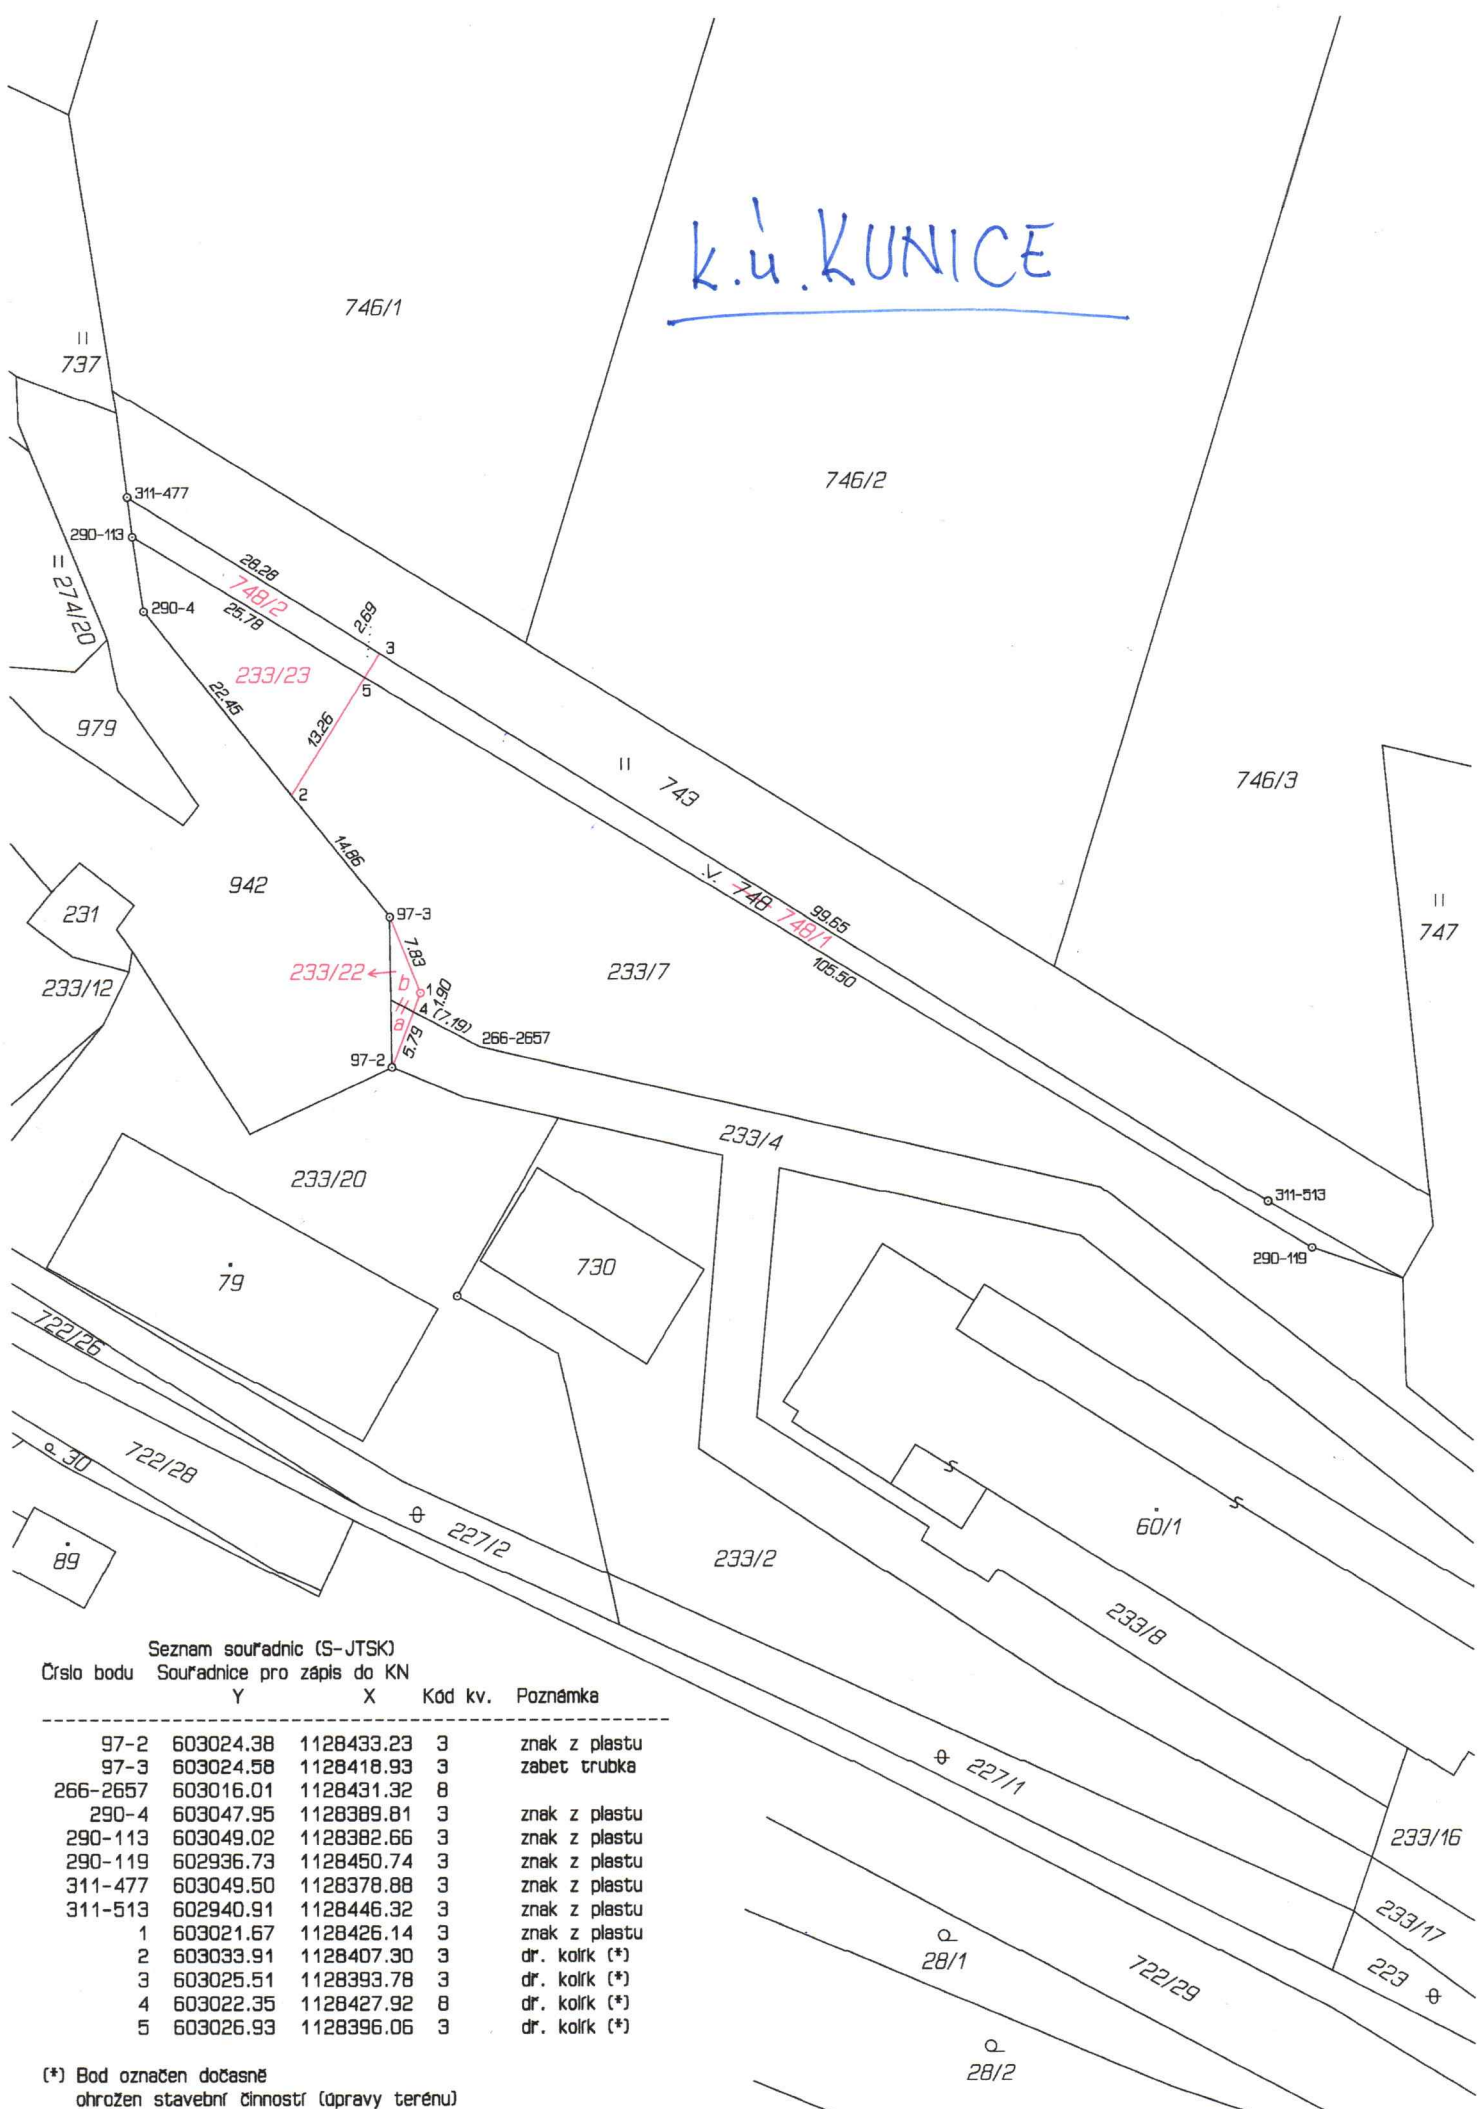 k.ú. KUNICE
746/1
737
746/2
311-477
290-113
28.28
748/2
25.78
274/20
290-4
2.69
3
233/23
5
22.45
13.26
979
743
746/3
2
14.86
942
231
97-3
748
748/1
99.65
105.50
747
7.83
233/22
b
1
1.90
233/7
233/12
4
(7.19)
a
5.79
266-2657
97-2
233/4
233/20
311-513
79
730
290-119
722/26
722/28
30
60/1
227/2
89
233/2
233/8
Seznam souřadnic (S-JTSK)
Číslo bodu Souřadnice pro zápis do KN
Y X Kód kv. Poznámka
97-2 603024.38 1128433.23 3 znak z plastu
97-3 603024.58 1128418.93 3 zabet trubka
266-2657 603016.01 1128431.32 8
290-4 603047.95 1128389.81 3 znak z plastu
290-113 603049.02 1128382.66 3 znak z plastu
290-119 602936.73 1128450.74 3 znak z plastu
311-477 603049.50 1128378.88 3 znak z plastu
311-513 602940.91 1128446.32 3 znak z plastu
1 603021.67 1128426.14 3 znak z plastu
2 603033.91 1128407.30 3 dř. kolík (*)
3 603025.51 1128393.78 3 dř. kolík (*)
4 603022.35 1128427.92 8 dř. kolík (*)
5 603026.93 1128396.06 3 dř. kolík (*)
(*) Bod označen dočasně
ohrožen stavební činností (úpravy terénu)
227/1
233/16
233/17
28/1
722/29
223
28/2